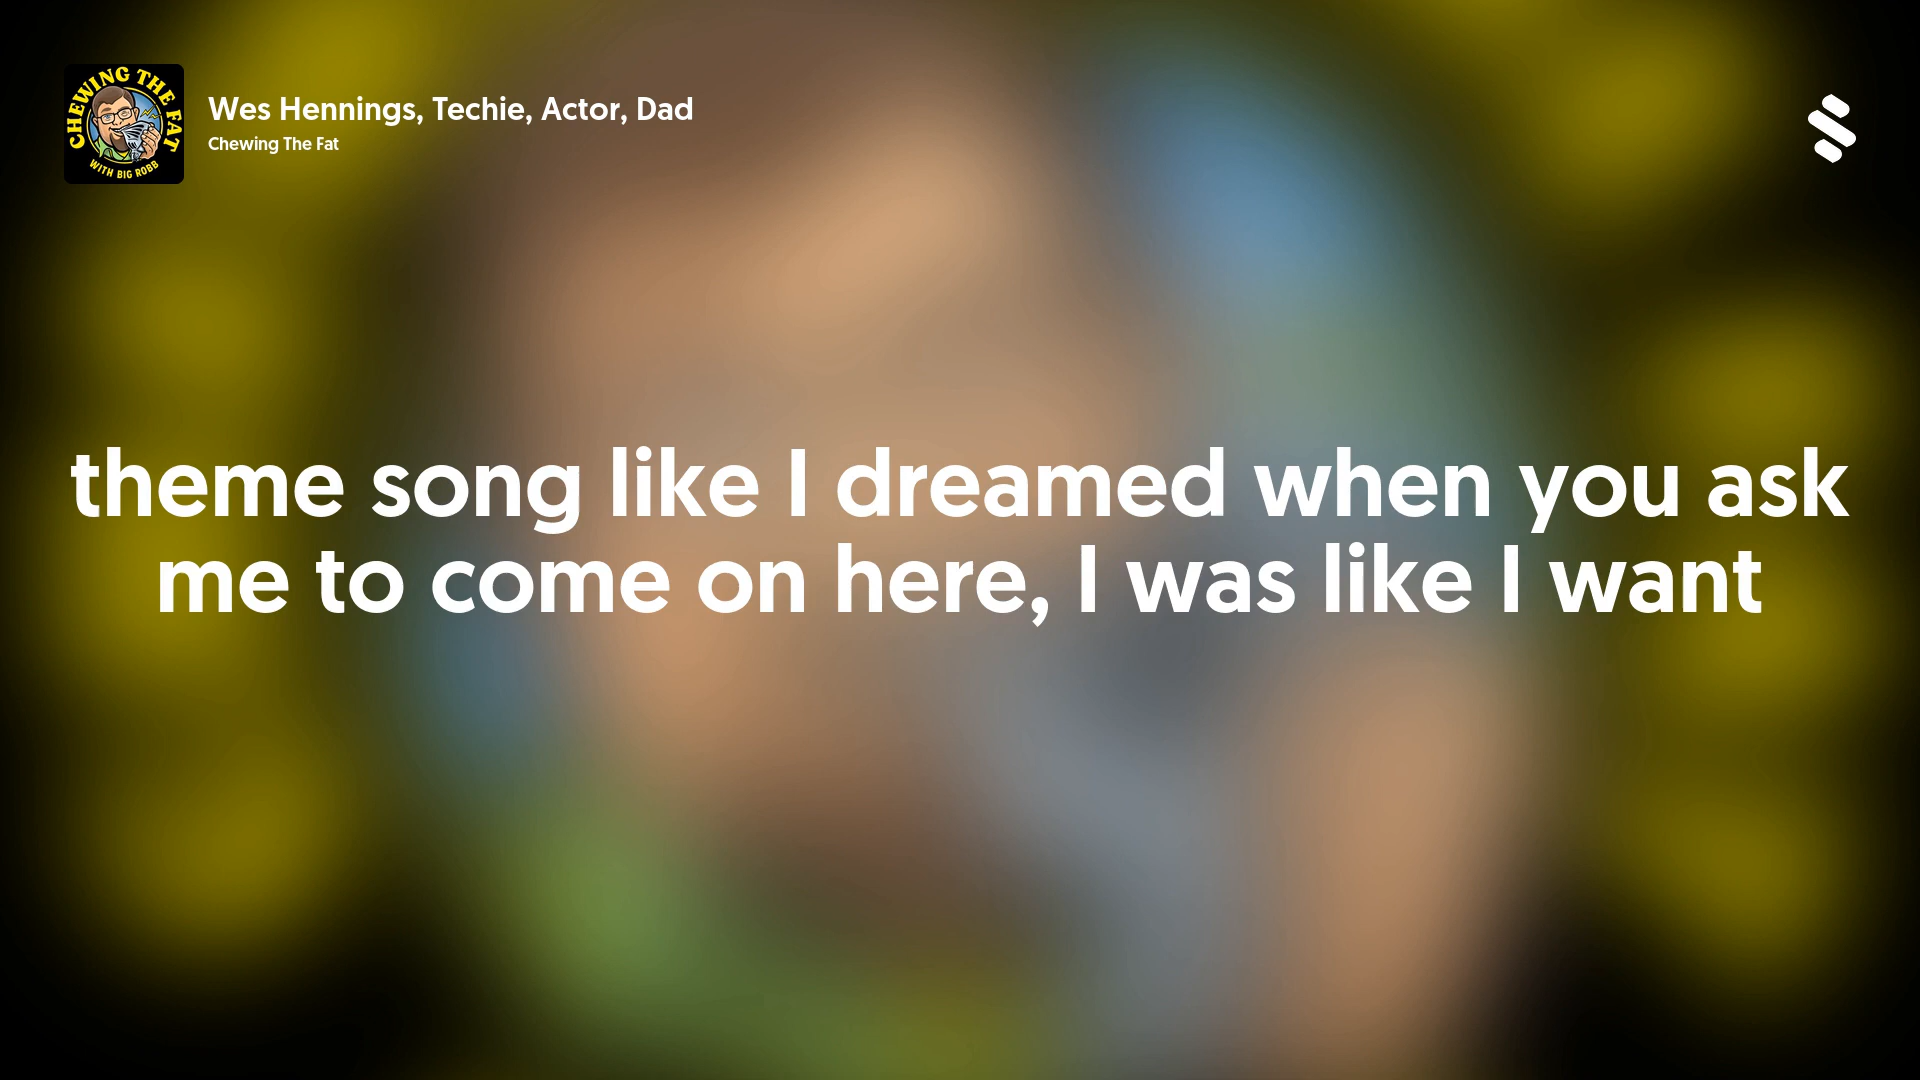 CHEWING THE FAT
WITH BIG ROBB
Wes Hennings, Techie, Actor, Dad
Chewing The Fat
theme song like I dreamed when you ask
me to come on here, I was like I want